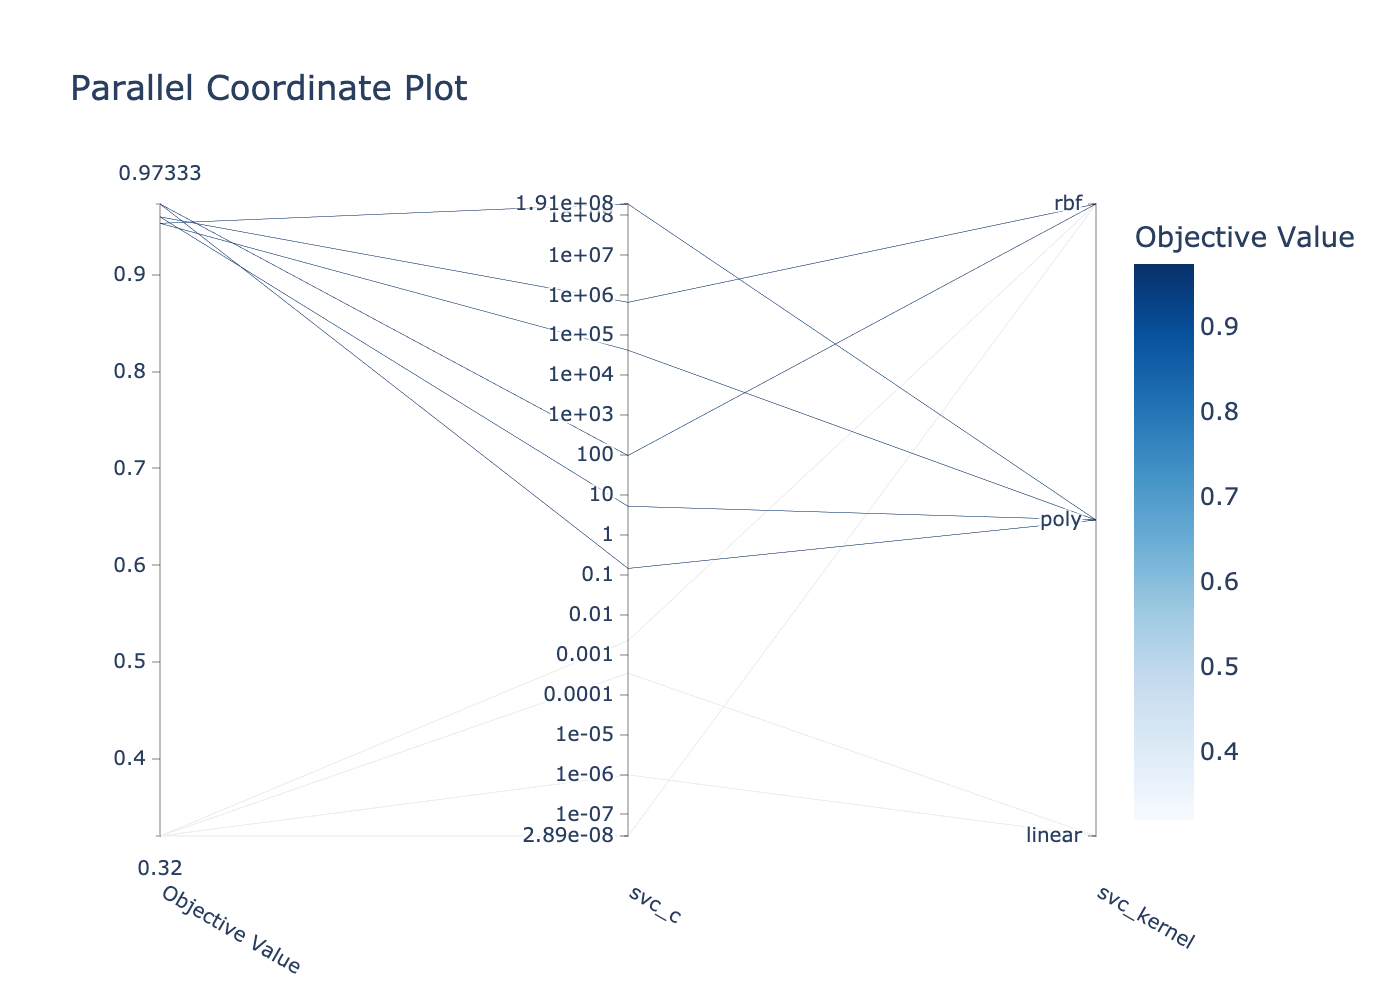 Parallel Coordinate Plot
0.97333
0.9
0.8
0.7
0.6
0.5
0.4
0.32
Objective Value
1.91e+08
1e+08
1e+07
1e+06
1e+05
1e+04
1e+03
100
10
1
0.1
0.01
0.001
0.0001
1e-05
1e-06
1e-07
2.89e-08
svc_c
rbf
poly
linear
svc_kernel
Objective Value
0.9
0.8
0.7
0.6
0.5
0.4